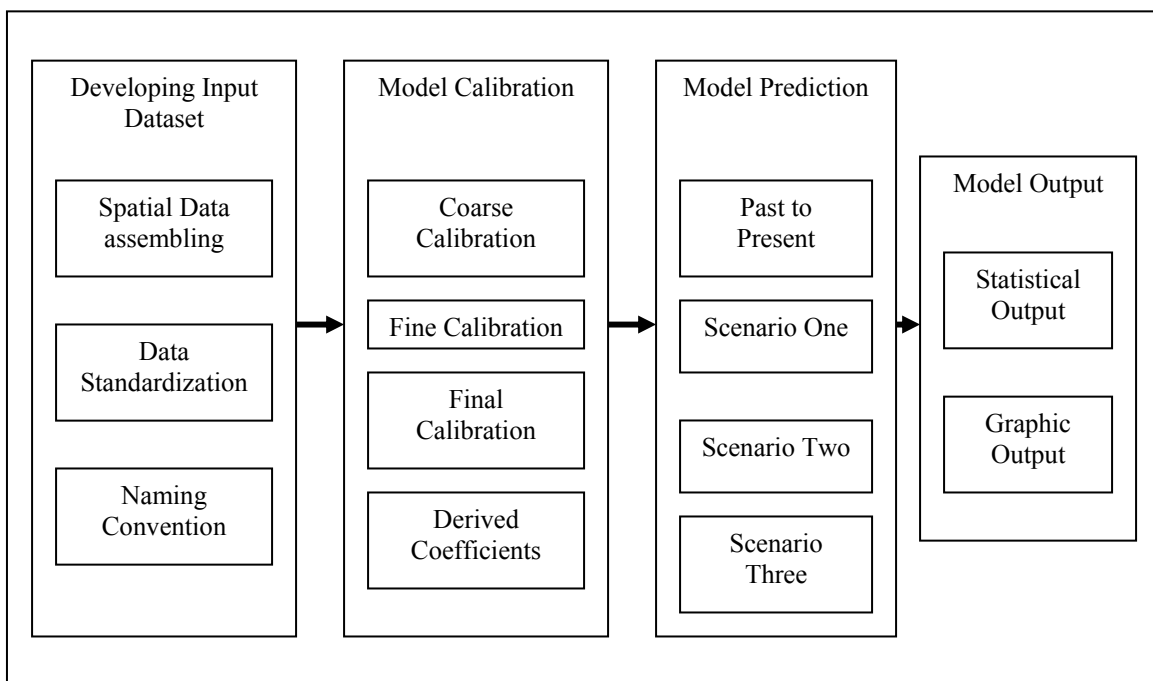 Developing Input
Dataset
Spatial Data
assembling
Data
Standardization
Naming
Convention
Model Calibration
Coarse
Calibration
Fine Calibration
Final
Calibration
Derived
Coefficients
Model Prediction
Past to
Present
Scenario One
Scenario Two
Scenario
Three
Model Output
Statistical
Output
Graphic
Output